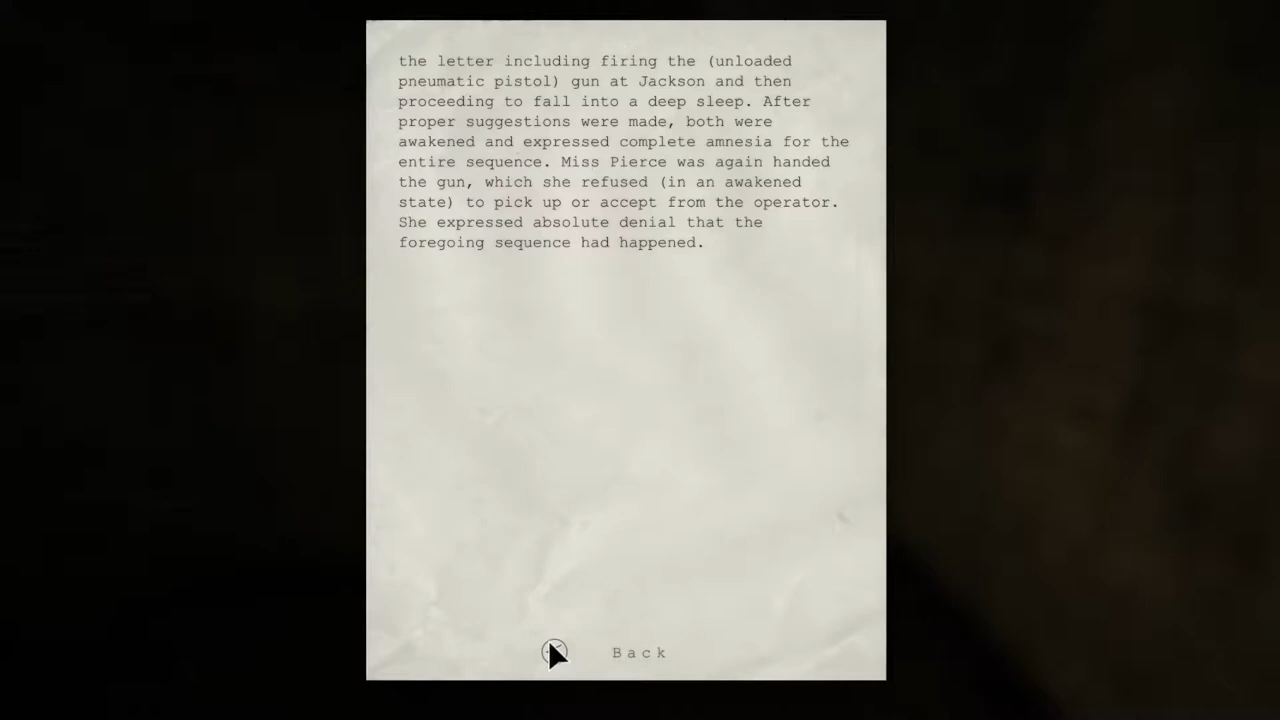 the letter including firing the (unloaded
pneumatic pistol) gun at Jackson and then
proceeding to fall into a deep sleep. After
proper suggestions were made, both were
awakened and expressed complete amnesia for the
entire sequence. Miss Pierce was again handed
the gun, which she refused (in an awakened
state) to pick up or accept from the operator.
She expressed absolute denial that the
foregoing sequence had happened.
Back